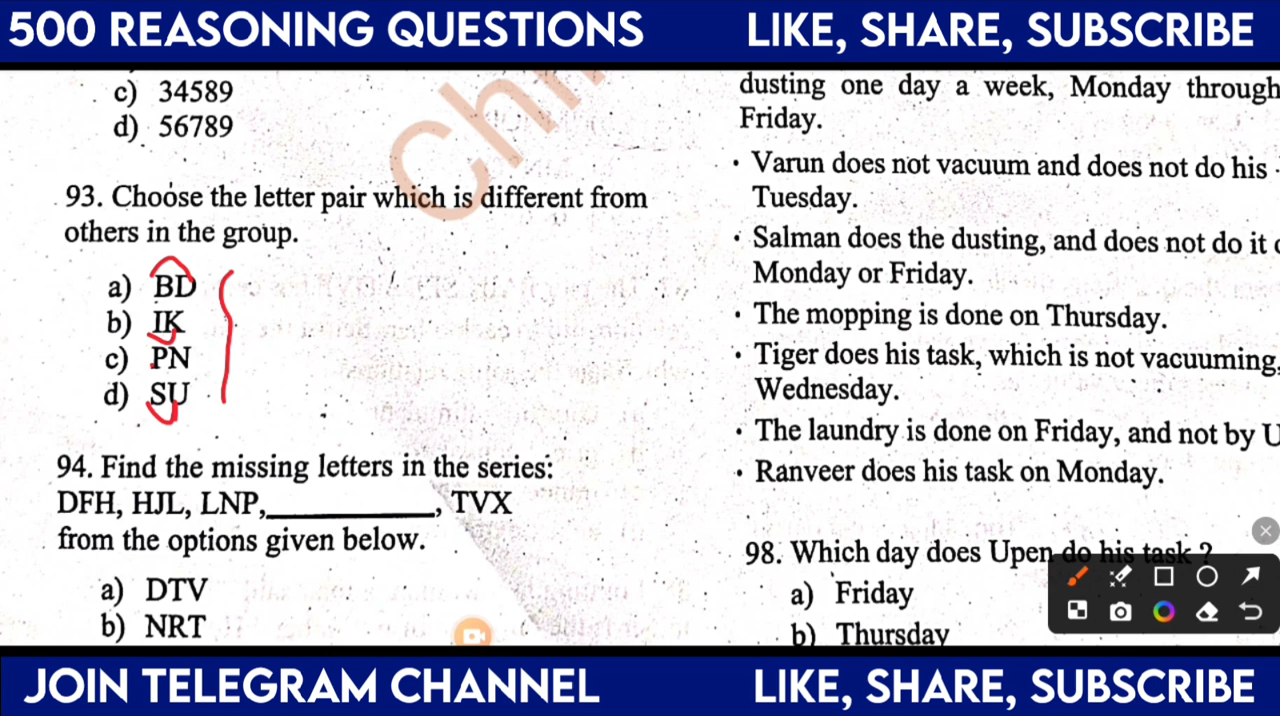 500 REASONING QUESTIONS
LIKE, SHARE, SUBSCRIBE
c) 34589
d) 56789
93. Choose the letter pair which is different from
others in the group.
a) BD
b) IK
c) PN
d) SU
94. Find the missing letters in the series:
DFH, HJL, LNP,____________, TVX
from the options given below.
a) DTV
b) NRT
dusting one day a week, Monday through
Friday.
· Varun does not vacuum and does not do his
Tuesday.
· Salman does the dusting, and does not do it
Monday or Friday.
· The mopping is done on Thursday.
· Tiger does his task, which is not vacuuming,
Wednesday.
· The laundry is done on Friday, and not by U
· Ranveer does his task on Monday.
98. Which day does Upen do his task ?
a) Friday
b) Thursday
JOIN TELEGRAM CHANNEL
LIKE, SHARE, SUBSCRIBE